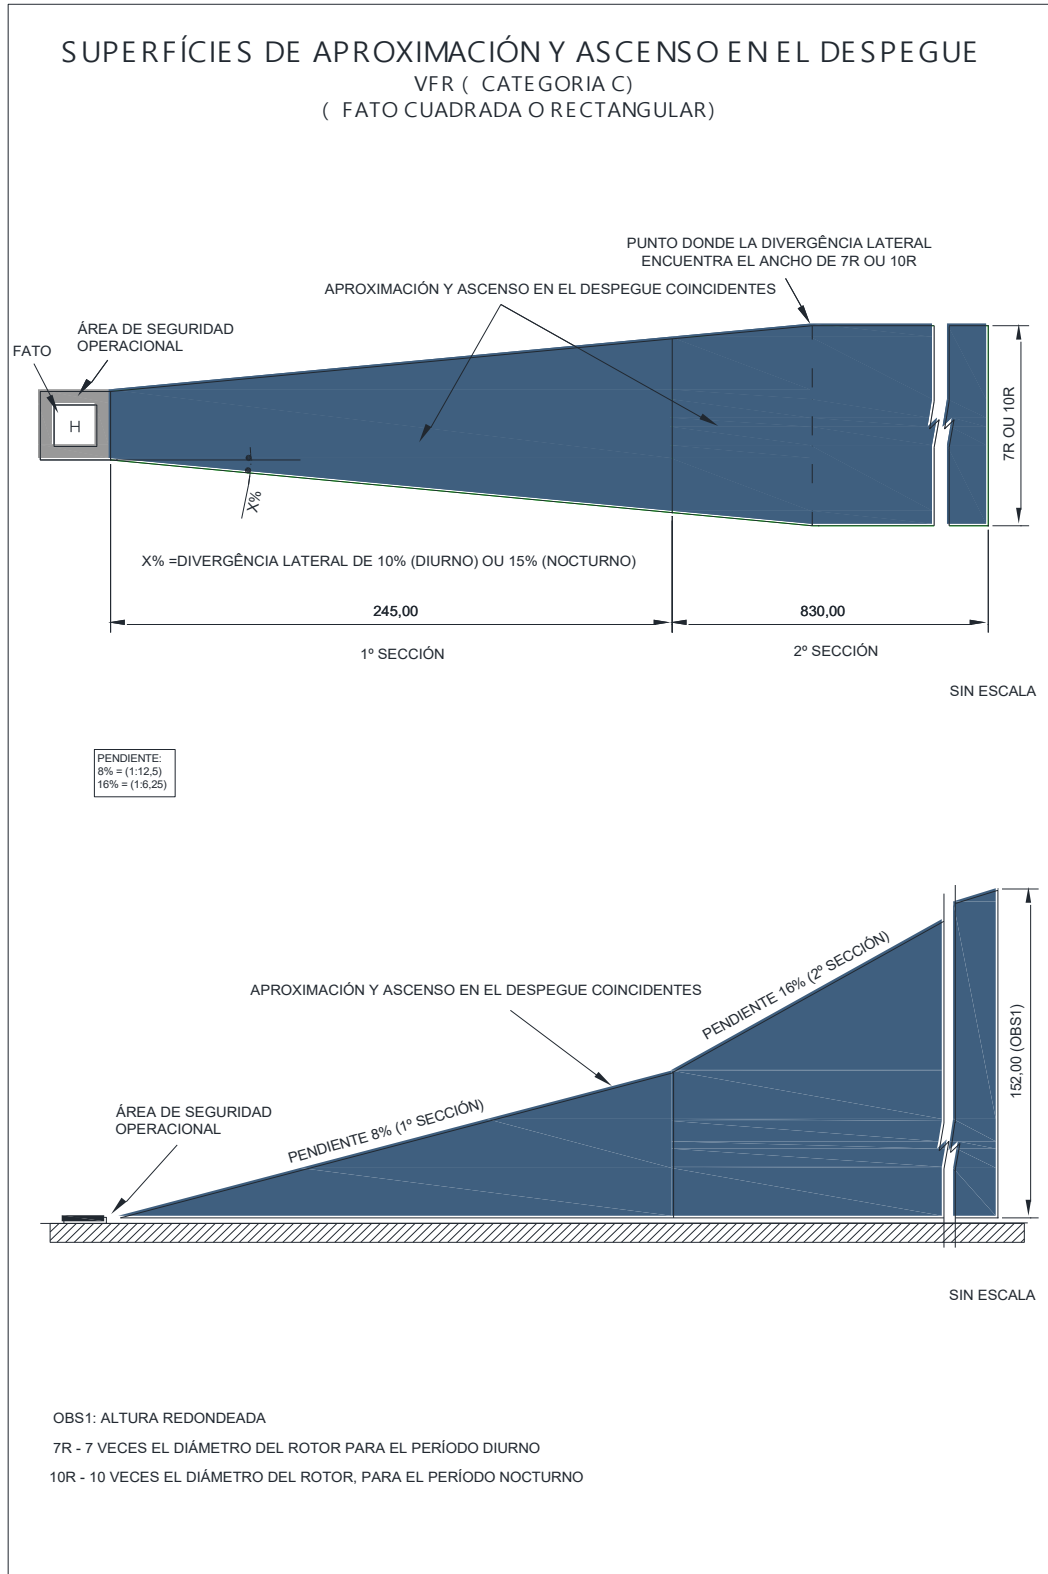 SUPERFÍCIES DE APROXIMACIÓN Y ASCENSO EN EL DESPEGUE
VFR ( CATEGORIA C)
( FATO CUADRADA O RECTANGULAR)
PUNTO DONDE LA DIVERGÊNCIA LATERAL
ENCUENTRA EL ANCHO DE 7R OU 10R
APROXIMACIÓN Y ASCENSO EN EL DESPEGUE COINCIDENTES
ÁREA DE SEGURIDAD
OPERACIONAL
FATO
H
7R OU 10R
X%
X% =DIVERGÊNCIA LATERAL DE 10% (DIURNO) OU 15% (NOCTURNO)
245,00
830,00
1º SECCIÓN
2º SECCIÓN
SIN ESCALA
PENDIENTE:
8% = (1:12,5)
16% = (1:6,25)
PENDIENTE 16% (2º SECCIÓN)
APROXIMACIÓN Y ASCENSO EN EL DESPEGUE COINCIDENTES
152,00 (OBS1)
ÁREA DE SEGURIDAD
OPERACIONAL
PENDIENTE 8% (1º SECCIÓN)
SIN ESCALA
OBS1: ALTURA REDONDEADA
7R - 7 VECES EL DIÁMETRO DEL ROTOR PARA EL PERÍODO DIURNO
10R - 10 VECES EL DIÁMETRO DEL ROTOR, PARA EL PERÍODO NOCTURNO